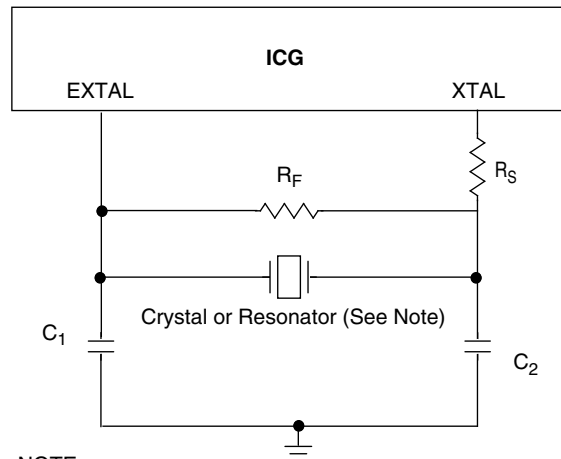 ICG
EXTAL XTAL
R_F
R_S
Crystal or Resonator (See Note)
C_1
C_2